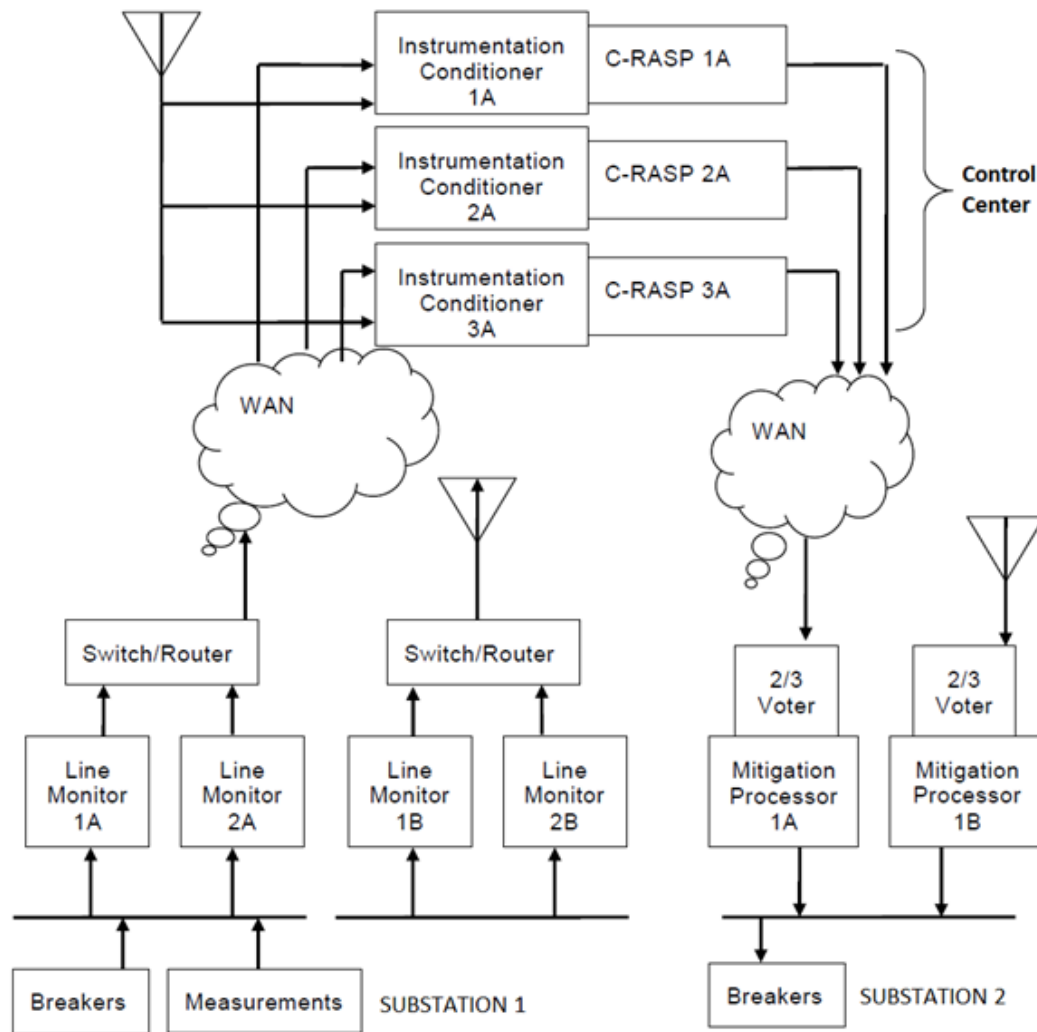 Instrumentation
Conditioner
1A
C-RASP 1A
Instrumentation
Conditioner
2A
C-RASP 2A
Control
Center
Instrumentation
Conditioner
3A
C-RASP 3A
WAN
WAN
Switch/Router
Switch/Router
2/3
Voter
2/3
Voter
Line
Monitor
1A
Line
Monitor
2A
Line
Monitor
1B
Line
Monitor
2B
Mitigation
Processor
1A
Mitigation
Processor
1B
Breakers
Measurements
SUBSTATION 1
Breakers
SUBSTATION 2